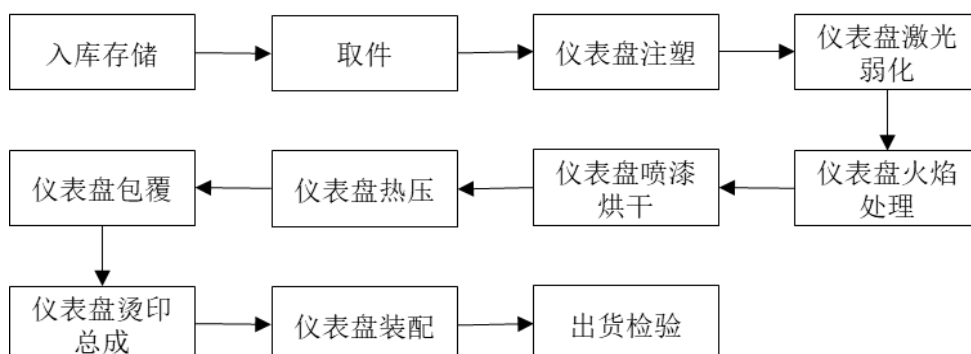 入库存储
取件
仪表盘注塑
仪表盘激光
弱化
仪表盘火焰
处理
仪表盘喷漆
烘干
仪表盘热压
仪表盘包覆
仪表盘烫印
总成
仪表盘装配
出货检验